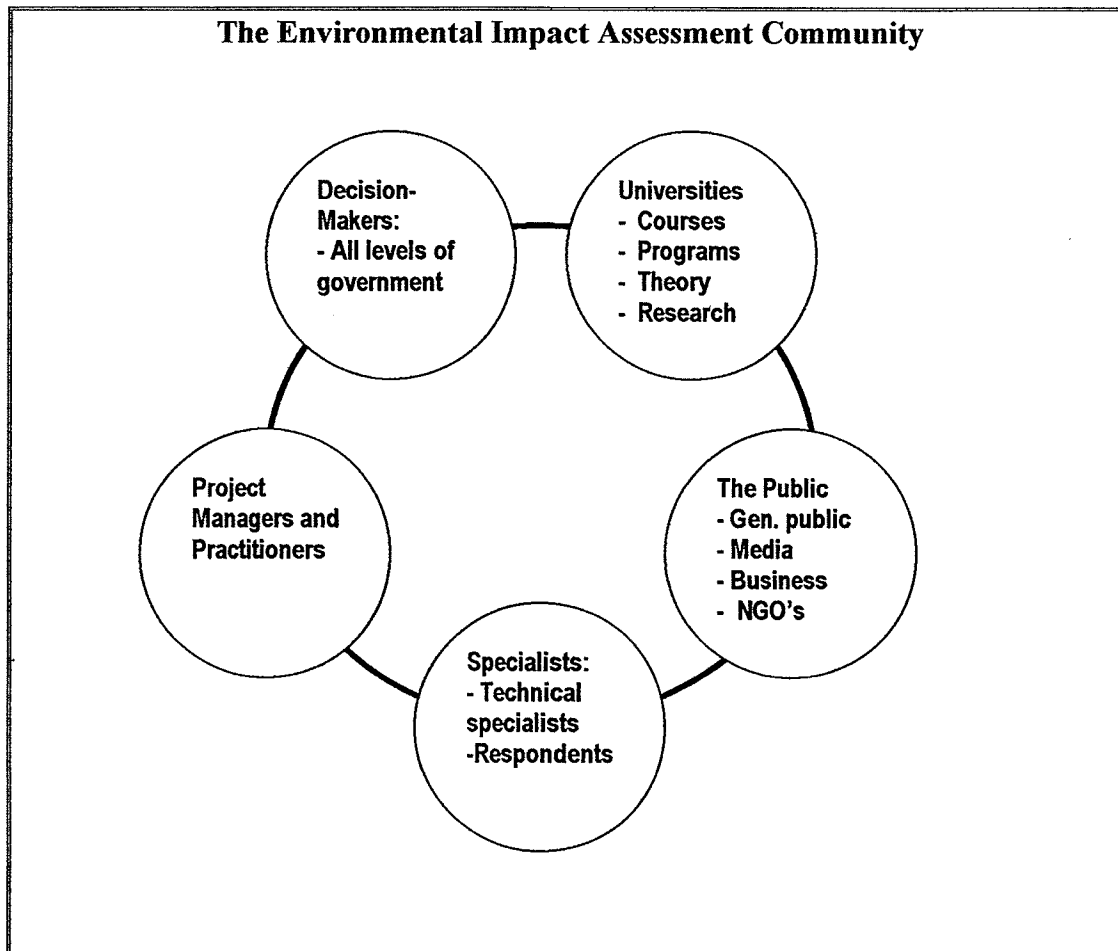 The Environmental Impact Assessment Community
Decision-
Makers:
- All levels of
government
Universities
- Courses
- Programs
- Theory
- Research
Project
Managers and
Practitioners
The Public
- Gen. public
- Media
- Business
- NGO's
Specialists:
- Technical
specialists
-Respondents